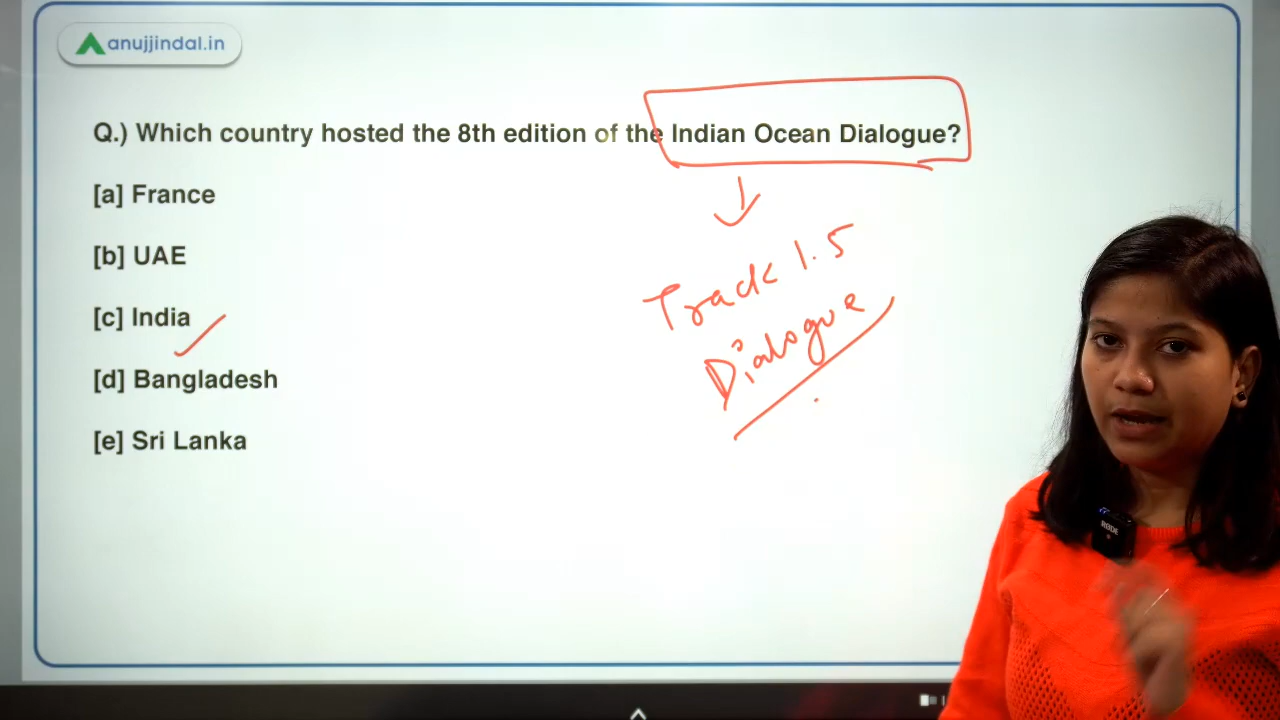 anujjindal.in
Q.) Which country hosted the 8th edition of the Indian Ocean Dialogue?
[a] France
[b] UAE
[c] India
[d] Bangladesh
[e] Sri Lanka
Track 1.5
Dialogue
RODE